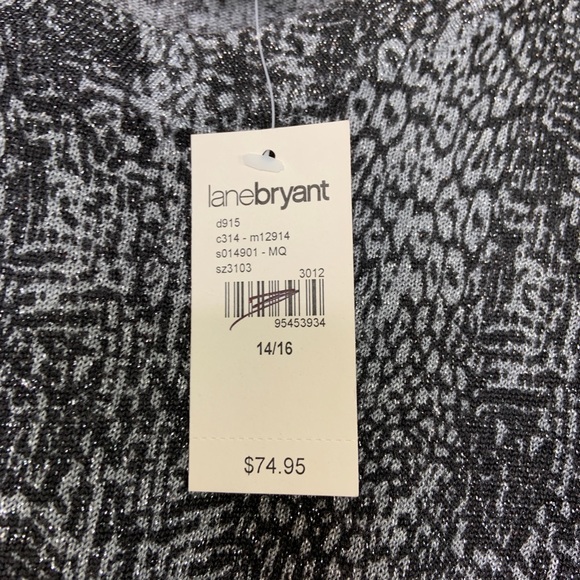 lanebryant
d915
c314 - m12914
s014901 - MQ
sz3103
3012
95453934
14/16
$74.95